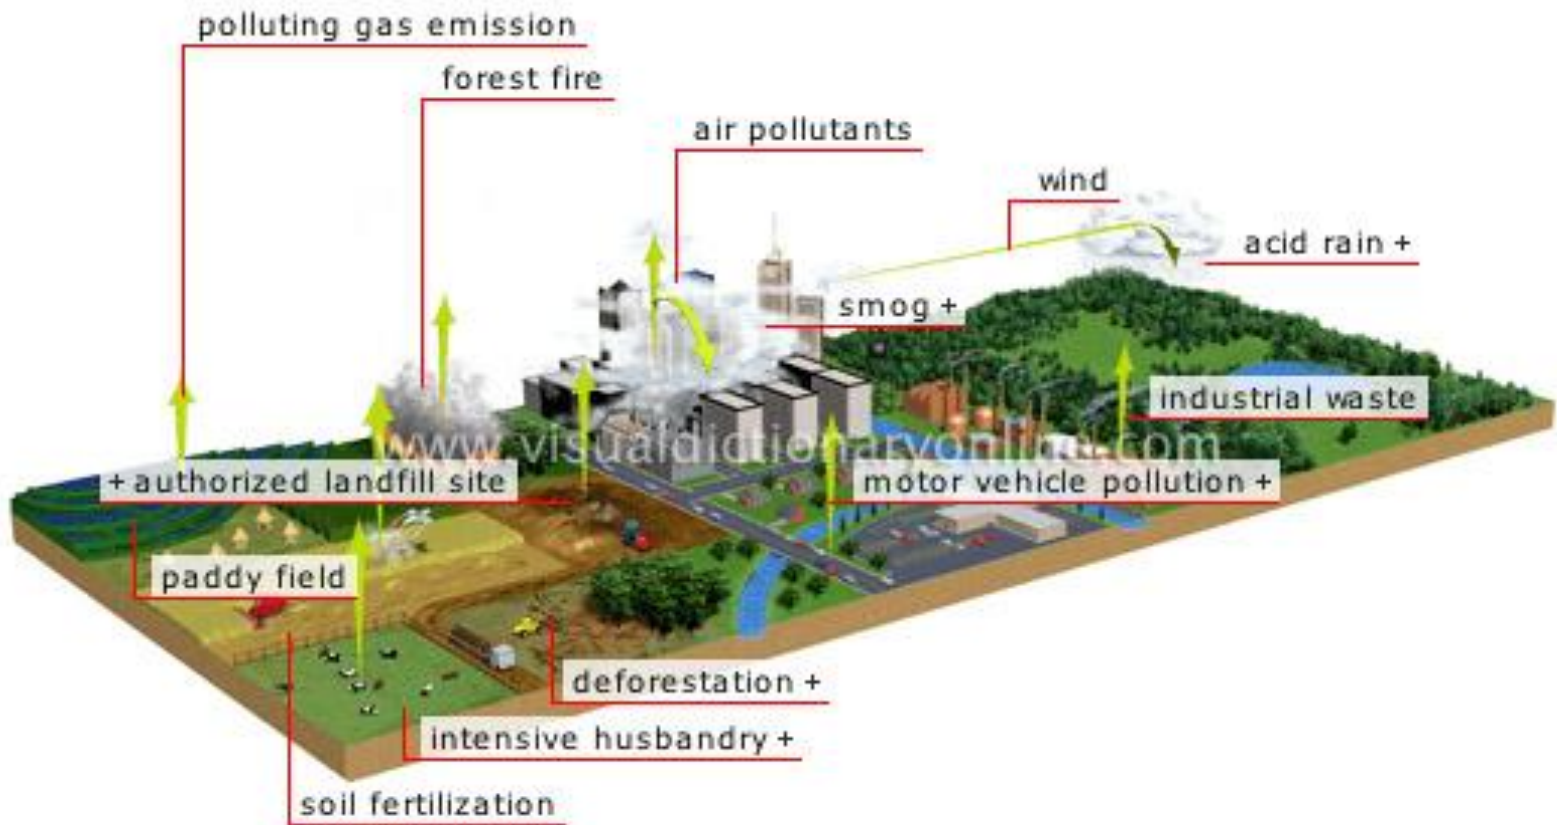 polluting gas emission
forest fire
air pollutants
wind
acid rain +
smog +
industrial waste
www.visualdictionaryonline.com
+ authorized landfill site
motor vehicle pollution +
paddy field
deforestation +
intensive husbandry +
soil fertilization